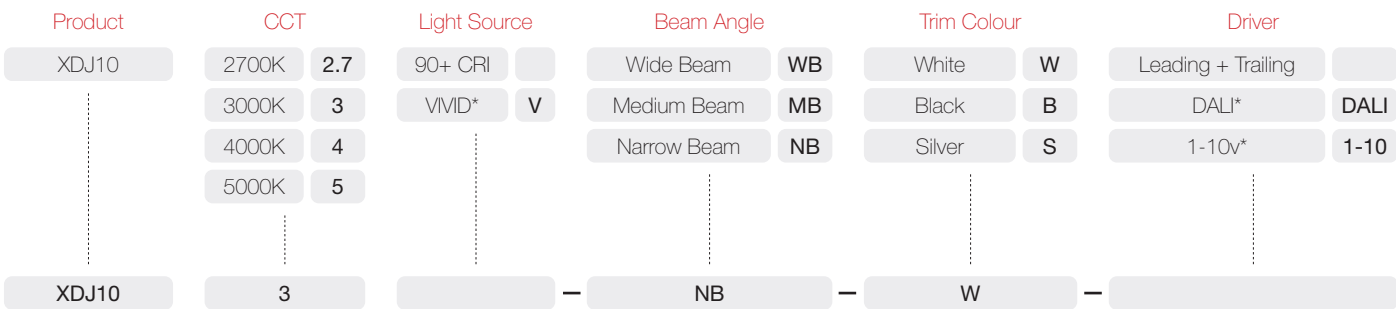 Product CCT Light Source Beam Angle Trim Colour Driver
XDJ10 2700K 2.7 90+ CRI Wide Beam WB White W Leading + Trailing
3000K 3 VIVID* V Medium Beam MB Black B DALI* DALI
4000K 4 Narrow Beam NB Silver S 1-10v* 1-10
5000K 5
XDJ10 3 – NB – W –